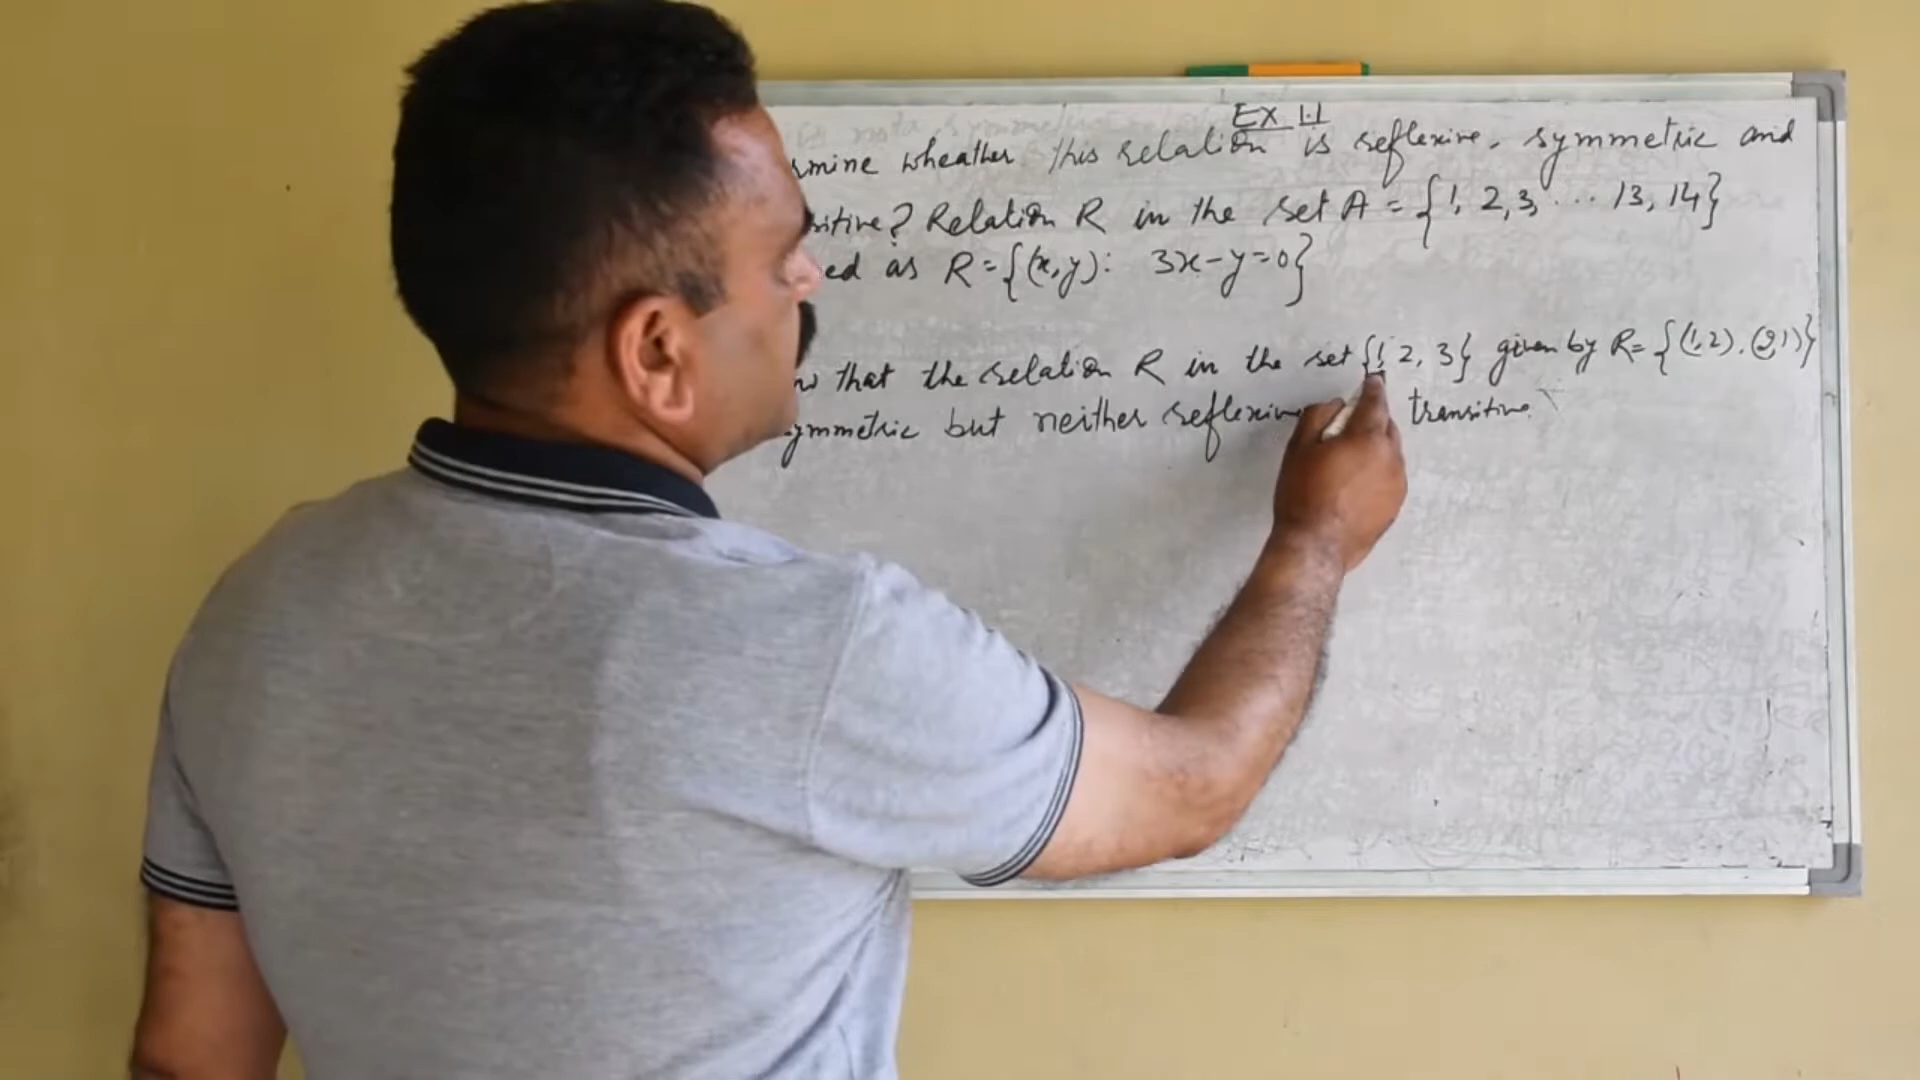 Ex 1.1
rmine wheather this relation is reflexive, symmetric and
sitive? Relation R in the set A = {1, 2, 3, ... 13, 14}
ed as R = {(x, y): 3x - y = 0}
that the relation R in the set {1, 2, 3} given by R = {(1, 2), (2, 1)}
ymmetric but neither reflexive transitive.